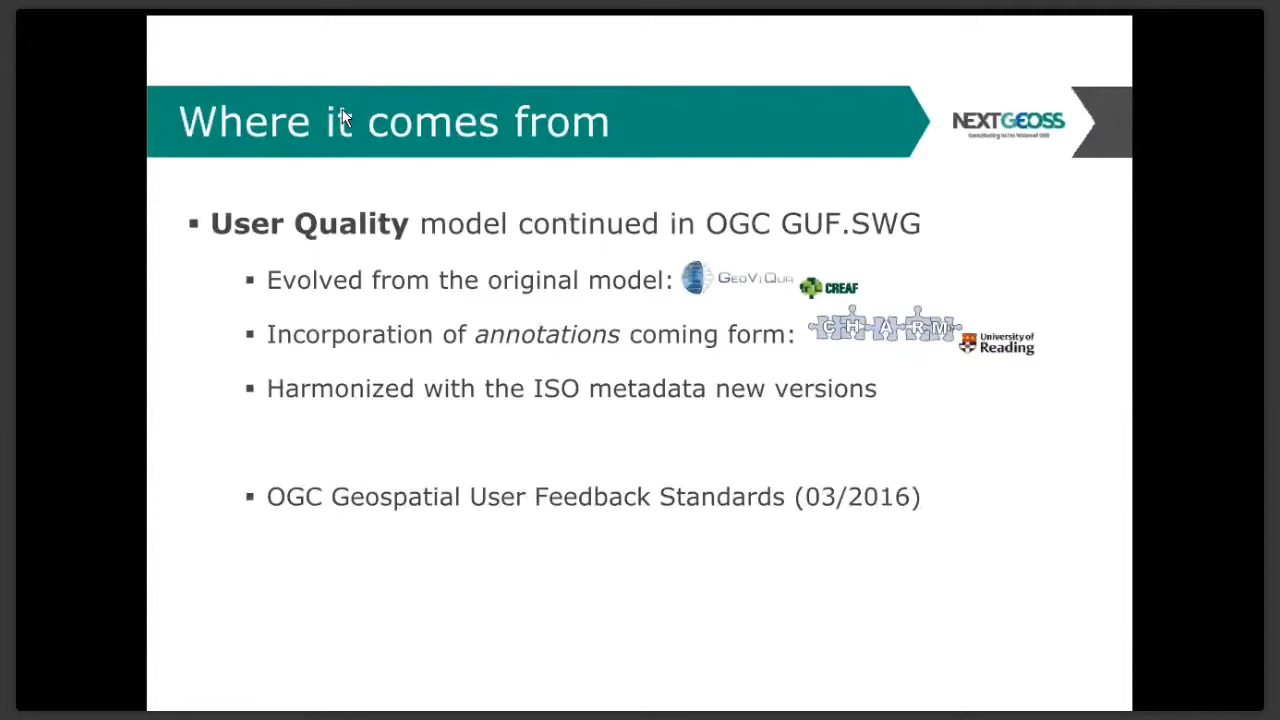 Where it comes from
NEXTGEOSS
User Quality model continued in OGC GUF.SWG
Evolved from the original model: GEOVIQUA CREAF
Incorporation of annotations coming form: CHARM University of Reading
Harmonized with the ISO metadata new versions
OGC Geospatial User Feedback Standards (03/2016)